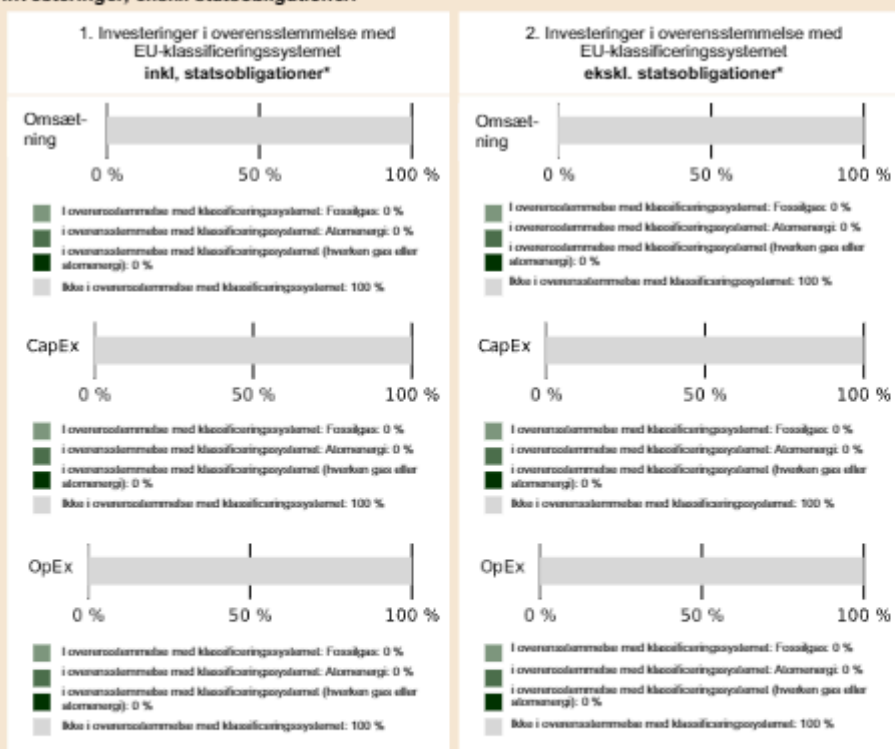 investeringer, ekskl. statsobligationer.
1. Investeringer i overensstemmelse med
EU-klassificeringssystemet
inkl, statsobligationer*
Omsæt-
ning
0 % 50 % 100 %
I overensstemmelse med klassificeringssystemet: Fossilgas: 0 %
i overensstemmelse med klassificeringssystemet: Atomenergi: 0 %
i overensstemmelse med klassificeringssystemet (hverken gas eller
atomenergi): 0 %
Ikke i overensstemmelse med klassificeringssystemet: 100 %
CapEx
0 % 50 % 100 %
I overensstemmelse med klassificeringssystemet: Fossilgas: 0 %
i overensstemmelse med klassificeringssystemet: Atomenergi: 0 %
i overensstemmelse med klassificeringssystemet (hverken gas eller
atomenergi): 0 %
Ikke i overensstemmelse med klassificeringssystemet: 100 %
OpEx
0 % 50 % 100 %
I overensstemmelse med klassificeringssystemet: Fossilgas: 0 %
i overensstemmelse med klassificeringssystemet: Atomenergi: 0 %
i overensstemmelse med klassificeringssystemet (hverken gas eller
atomenergi): 0 %
Ikke i overensstemmelse med klassificeringssystemet: 100 %
2. Investeringer i overensstemmelse med
EU-klassificeringssystemet
ekskl. statsobligationer*
Omsæt-
ning
0 % 50 % 100 %
I overensstemmelse med klassificeringssystemet: Fossilgas: 0 %
i overensstemmelse med klassificeringssystemet: Atomenergi: 0 %
i overensstemmelse med klassificeringssystemet (hverken gas eller
atomenergi): 0 %
Ikke i overensstemmelse med klassificeringssystemet: 100 %
CapEx
0 % 50 % 100 %
I overensstemmelse med klassificeringssystemet: Fossilgas: 0 %
i overensstemmelse med klassificeringssystemet: Atomenergi: 0 %
i overensstemmelse med klassificeringssystemet (hverken gas eller
atomenergi): 0 %
Ikke i overensstemmelse med klassificeringssystemet: 100 %
OpEx
0 % 50 % 100 %
I overensstemmelse med klassificeringssystemet: Fossilgas: 0 %
i overensstemmelse med klassificeringssystemet: Atomenergi: 0 %
i overensstemmelse med klassificeringssystemet (hverken gas eller
atomenergi): 0 %
Ikke i overensstemmelse med klassificeringssystemet: 100 %